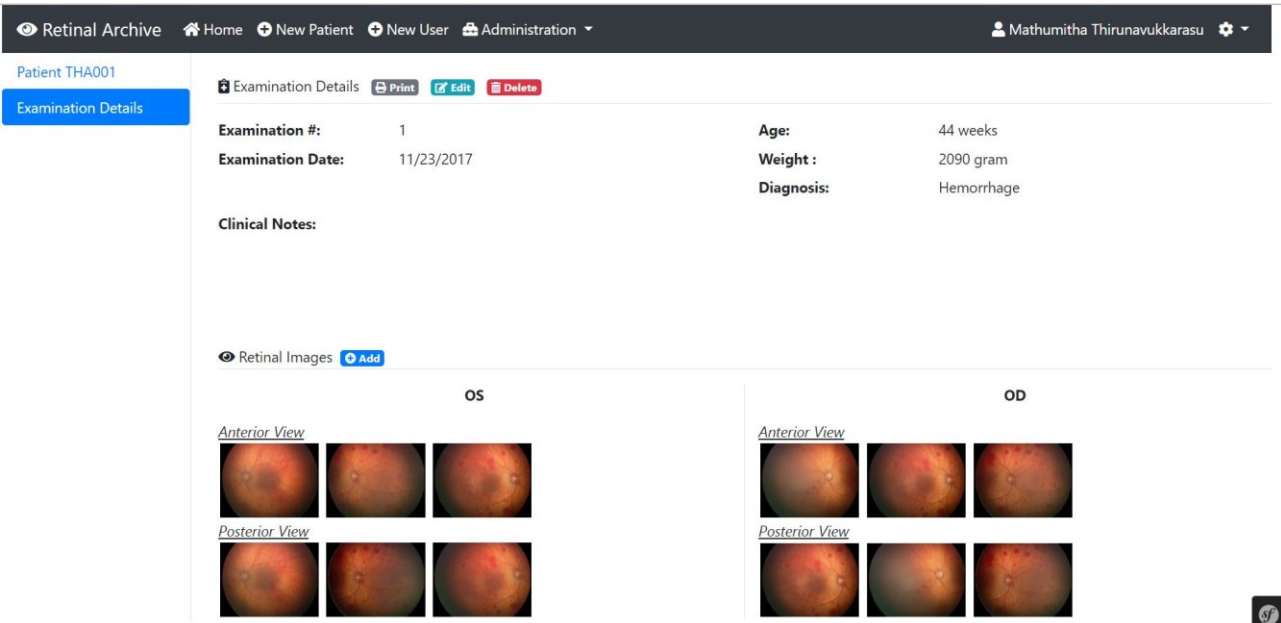 Retinal Archive Home New Patient New User Administration Mathumitha Thirunavukkarasu
Patient THA001
Examination Details
Examination Details Print Edit Delete
Examination #: 1
Examination Date: 11/23/2017
Age: 44 weeks
Weight : 2090 gram
Diagnosis: Hemorrhage
Clinical Notes:
Retinal Images Add
OS
Anterior View
Posterior View
OD
Anterior View
Posterior View
sf